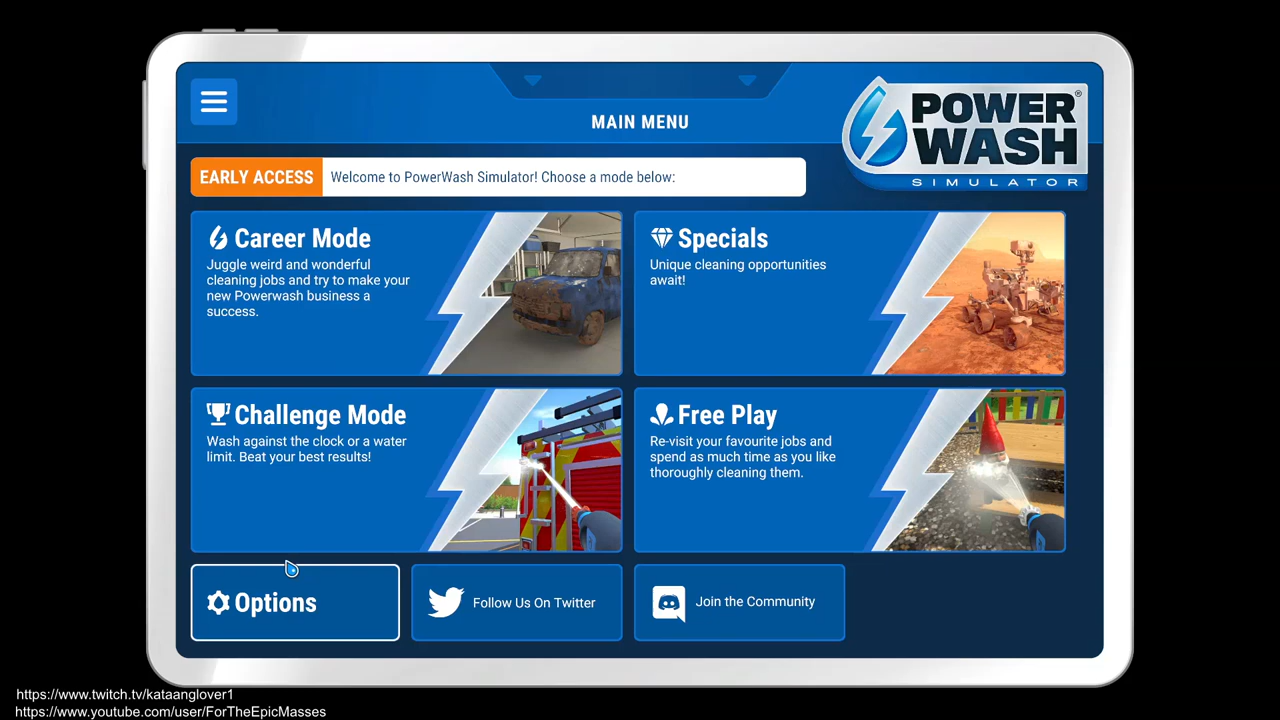 MAIN MENU
POWER
WASH
SIMULATOR
EARLY ACCESS Welcome to PowerWash Simulator! Choose a mode below:
Career Mode
Juggle weird and wonderful
cleaning jobs and try to make your
new Powerwash business a
success.
Specials
Unique cleaning opportunities
await!
Challenge Mode
Wash against the clock or a water
limit. Beat your best results!
Free Play
Re-visit your favourite jobs and
spend as much time as you like
thoroughly cleaning them.
Options
Follow Us On Twitter
Join the Community
https://www.twitch.tv/kataanglover1
https://www.youtube.com/user/ForTheEpicMasses